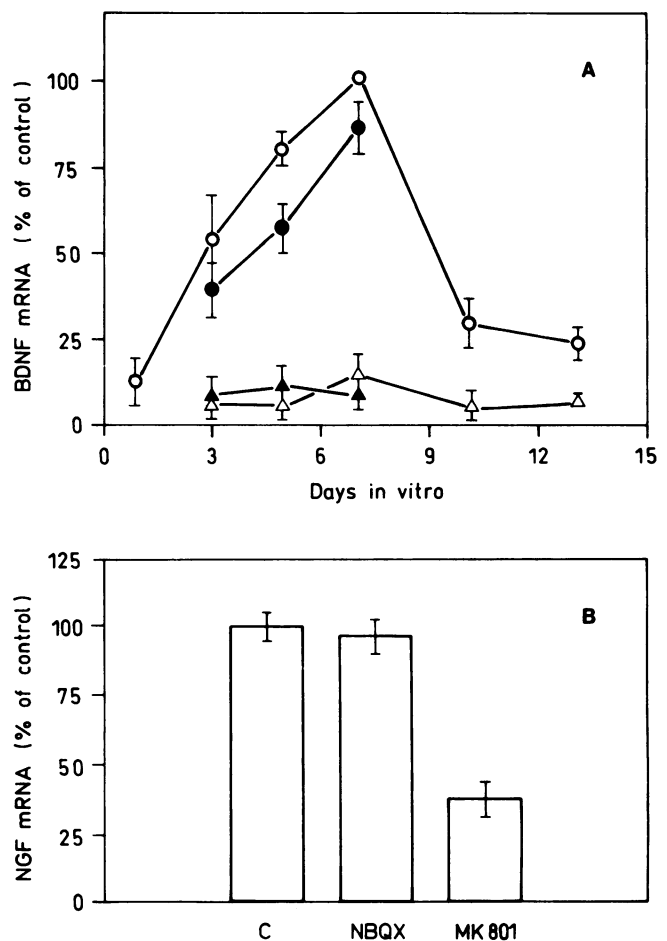 A
BDNF mRNA (% of control)
100
75
50
25
0
0 3 6 9 12 15
Days in vitro
B
NGF mRNA (% of control)
125
100
75
50
25
0
C NBQX MK 801